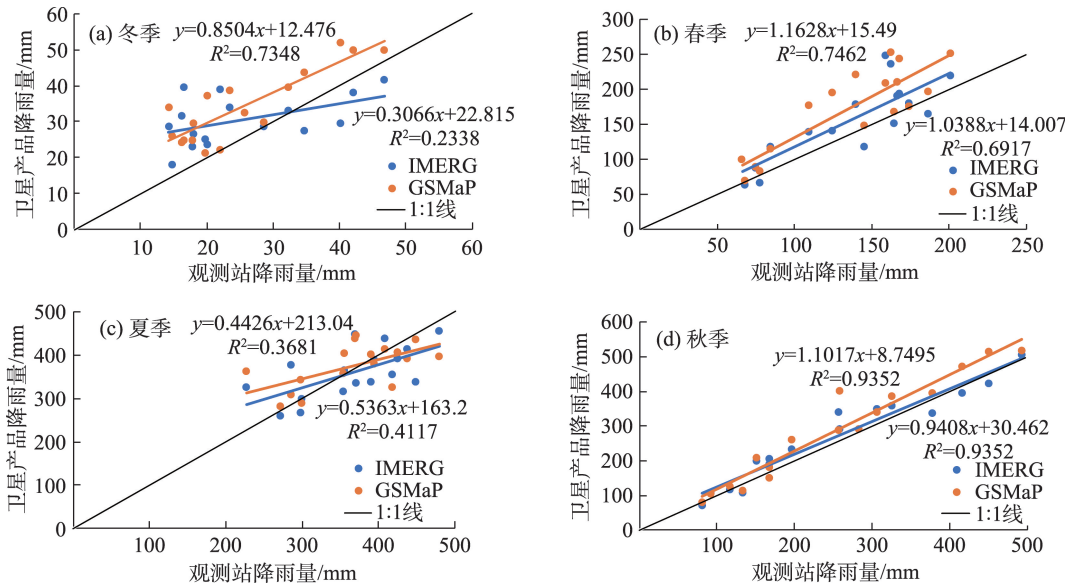 (a) 冬季
y=0.8504x+12.476
R²=0.7348
y=0.3066x+22.815
R²=0.2338
IMERG
GSMaP
1∶1线
卫星产品降雨量/mm
60
50
40
30
20
10
0
10 20 30 40 50 60
观测站降雨量/mm
(b) 春季
y=1.1628x+15.49
R²=0.7462
y=1.0388x+14.007
R²=0.6917
IMERG
GSMaP
1∶1线
卫星产品降雨量/mm
300
250
200
150
100
50
0
50 100 150 200 250
观测站降雨量/mm
(c) 夏季
y=0.4426x+213.04
R²=0.3681
y=0.5363x+163.2
R²=0.4117
IMERG
GSMaP
1∶1线
卫星产品降雨量/mm
500
400
300
200
100
0
100 200 300 400 500
观测站降雨量/mm
(d) 秋季
y=1.1017x+8.7495
R²=0.9352
y=0.9408x+30.462
R²=0.9352
IMERG
GSMaP
1∶1线
卫星产品降雨量/mm
600
500
400
300
200
100
0
100 200 300 400 500
观测站降雨量/mm